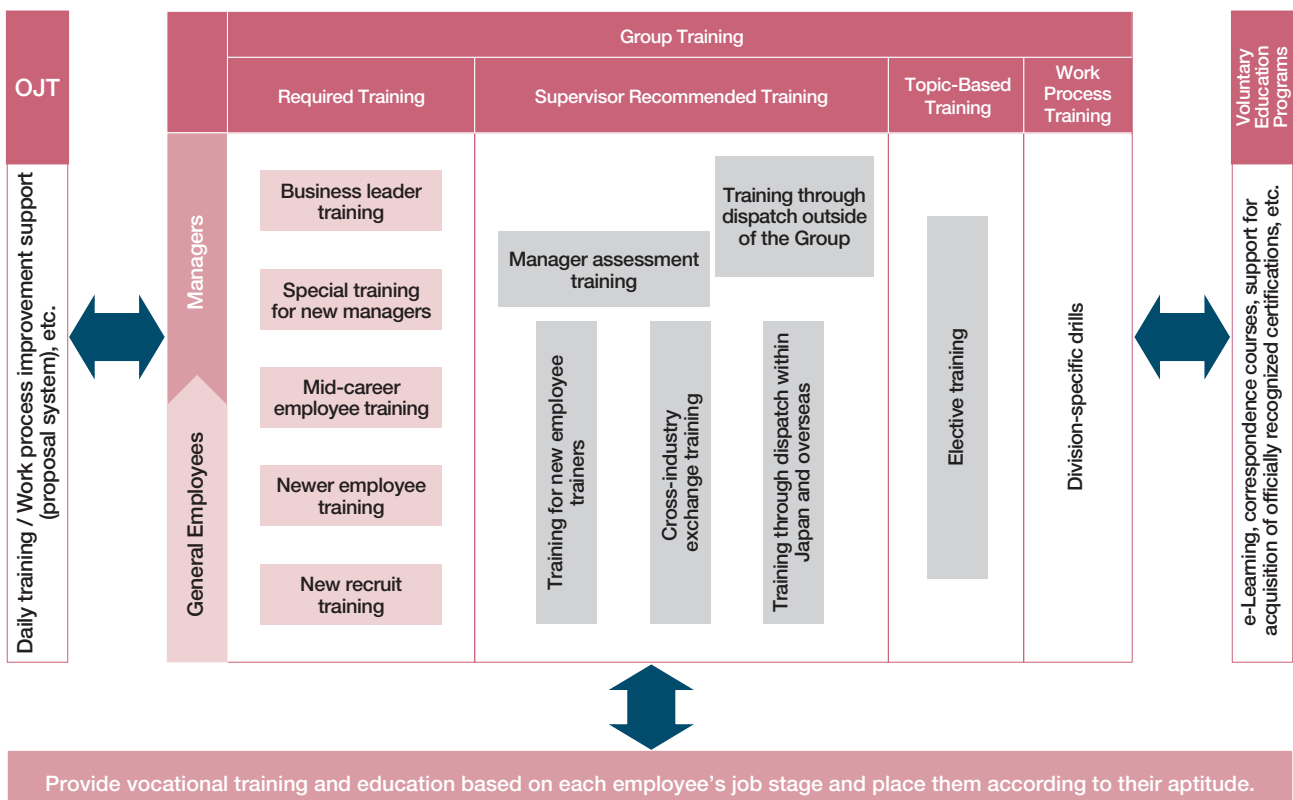 OJT
Daily training / Work process improvement support
(proposal system), etc.
Group Training
Required Training
Supervisor Recommended Training
Topic-Based
Training
Work
Process
Training
Managers
General Employees
Business leader
training
Special training
for new managers
Mid-career
employee training
Newer employee
training
New recruit
training
Manager assessment
training
Training through
dispatch outside
of the Group
Training for new employee
trainers
Cross-industry
exchange training
Training through dispatch within
Japan and overseas
Elective training
Division-specific drills
Voluntary
Education
Programs
e-Learning, correspondence courses, support for
acquisition of officially recognized certifications, etc.
Provide vocational training and education based on each employee’s job stage and place them according to their aptitude.